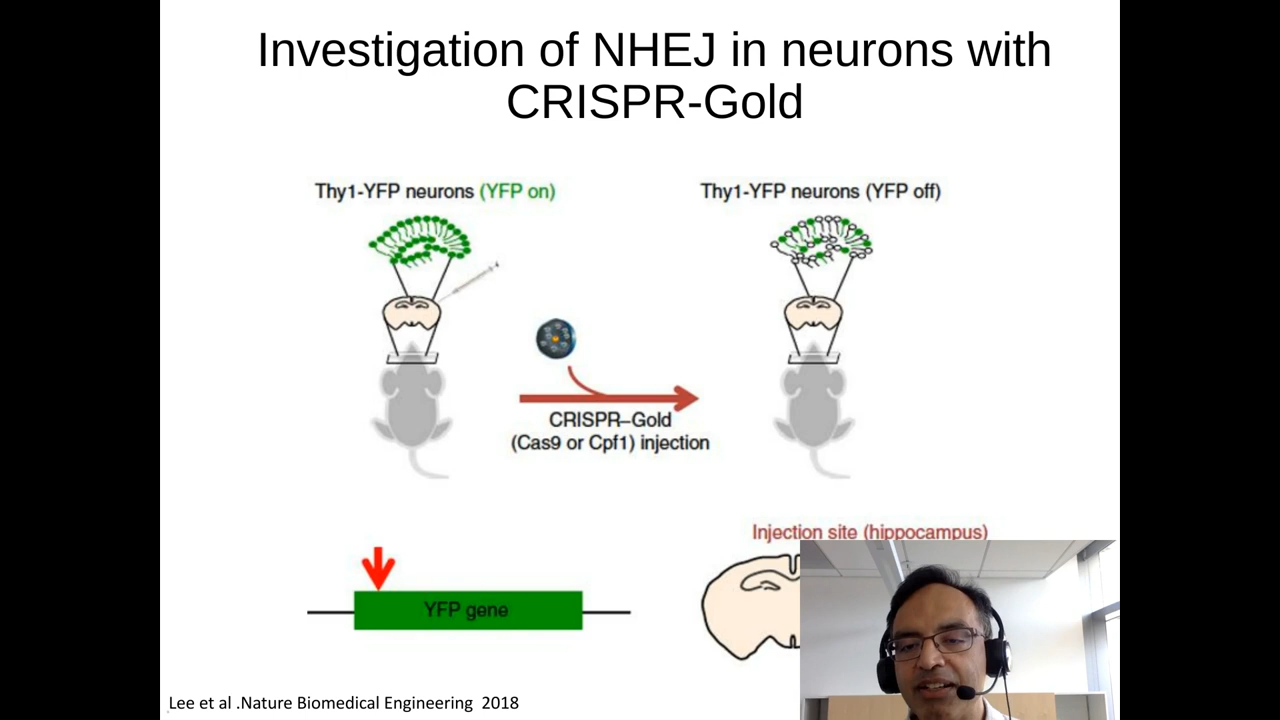 Investigation of NHEJ in neurons with
CRISPR-Gold
Thy1-YFP neurons (YFP on)
Thy1-YFP neurons (YFP off)
CRISPR–Gold
(Cas9 or Cpf1) injection
Injection site (hippocampus)
YFP gene
Lee et al .Nature Biomedical Engineering 2018